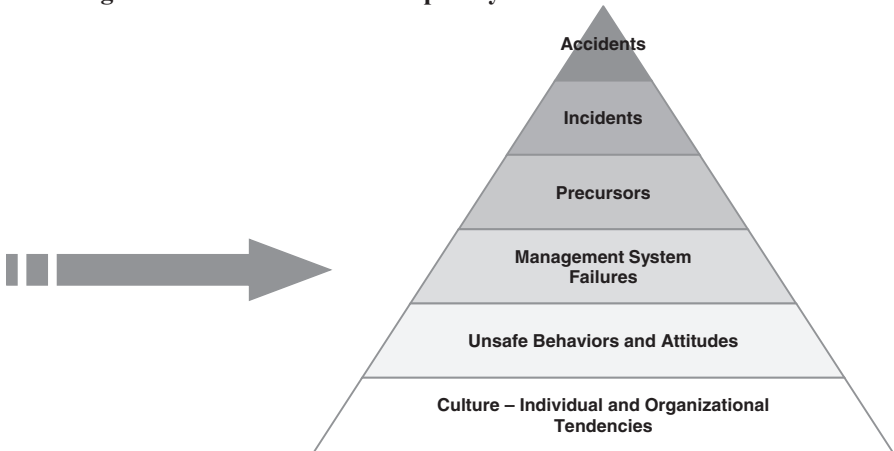 Accidents
Incidents
Precursors
Management System
Failures
Unsafe Behaviors and Attitudes
Culture – Individual and Organizational
Tendencies